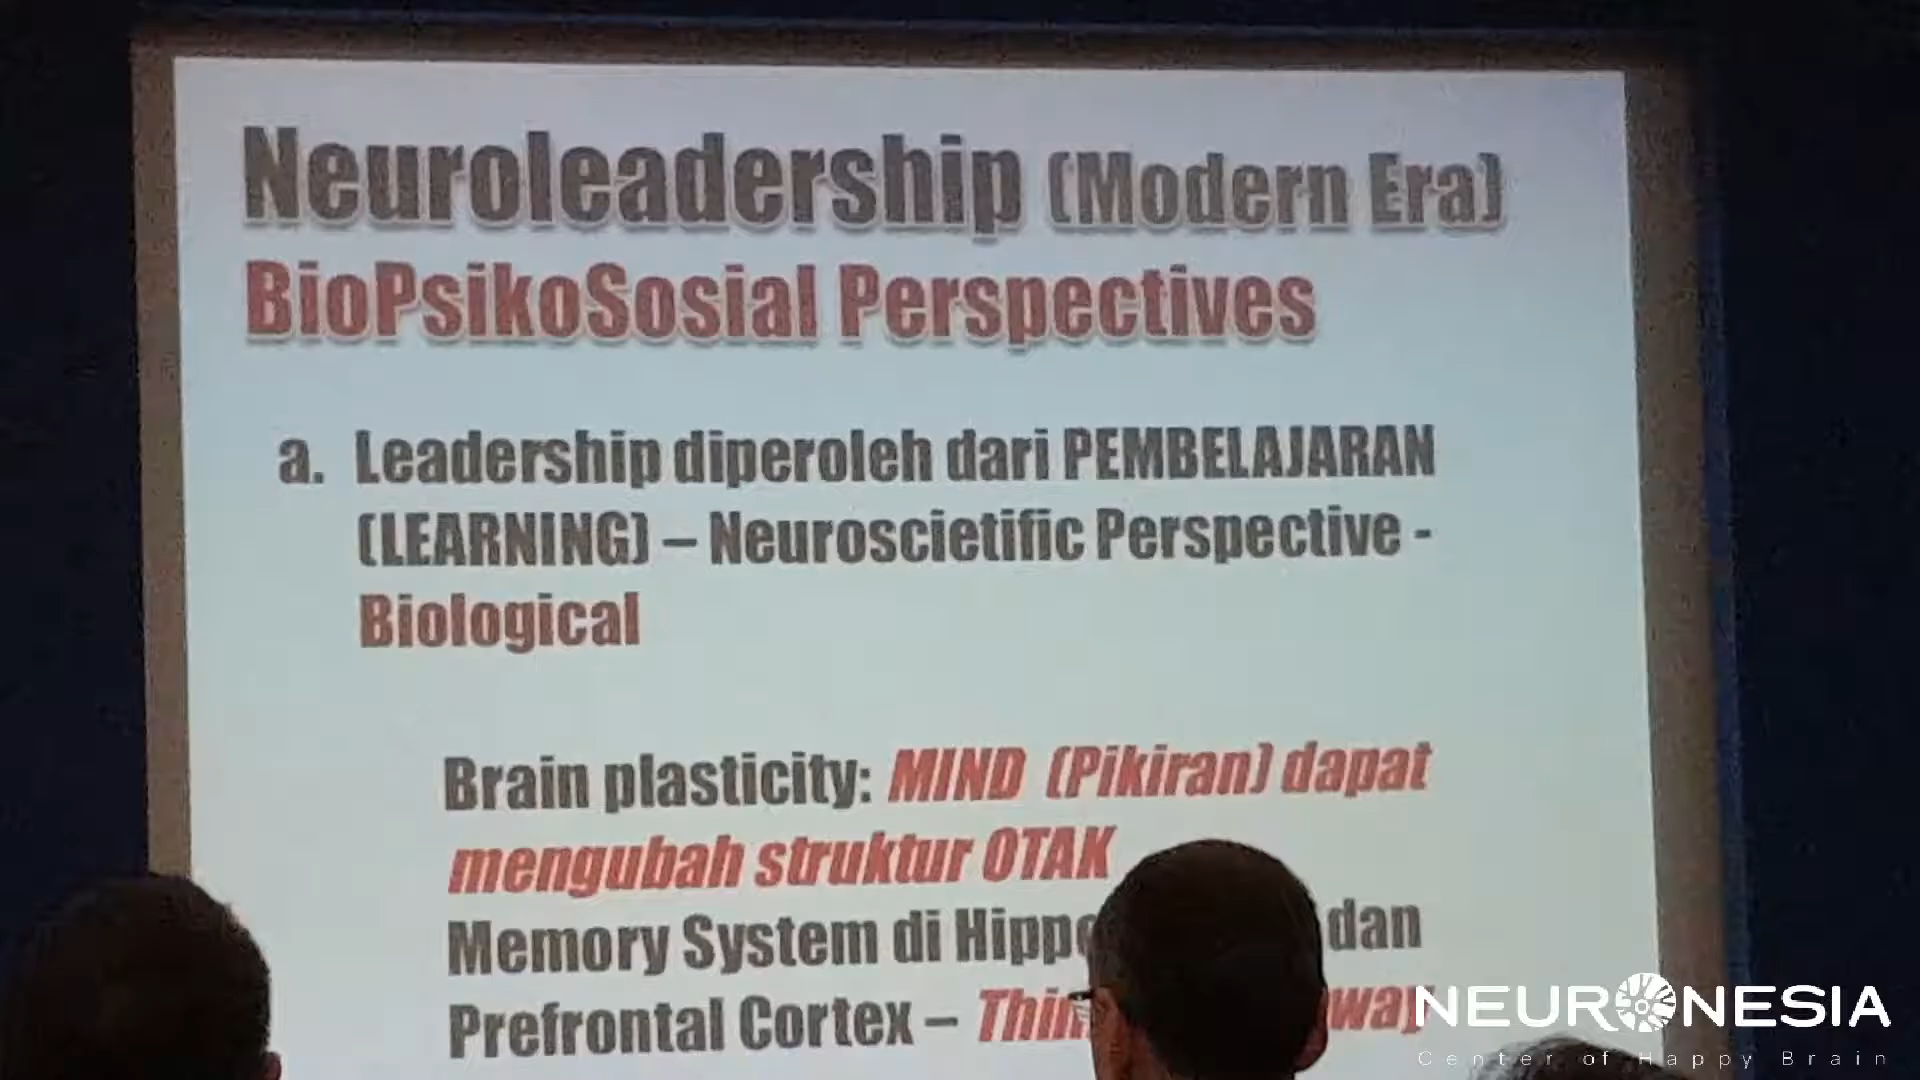 Neuroleadership (Modern Era)
BioPsikoSosial Perspectives
a. Leadership diperoleh dari PEMBELAJARAN
(LEARNING) – Neuroscietific Perspective -
Biological
Brain plasticity: MIND (Pikiran) dapat
mengubah struktur OTAK
Memory System di dan
Prefrontal Cortex –
NEURONESIA
Center of Happy Brain